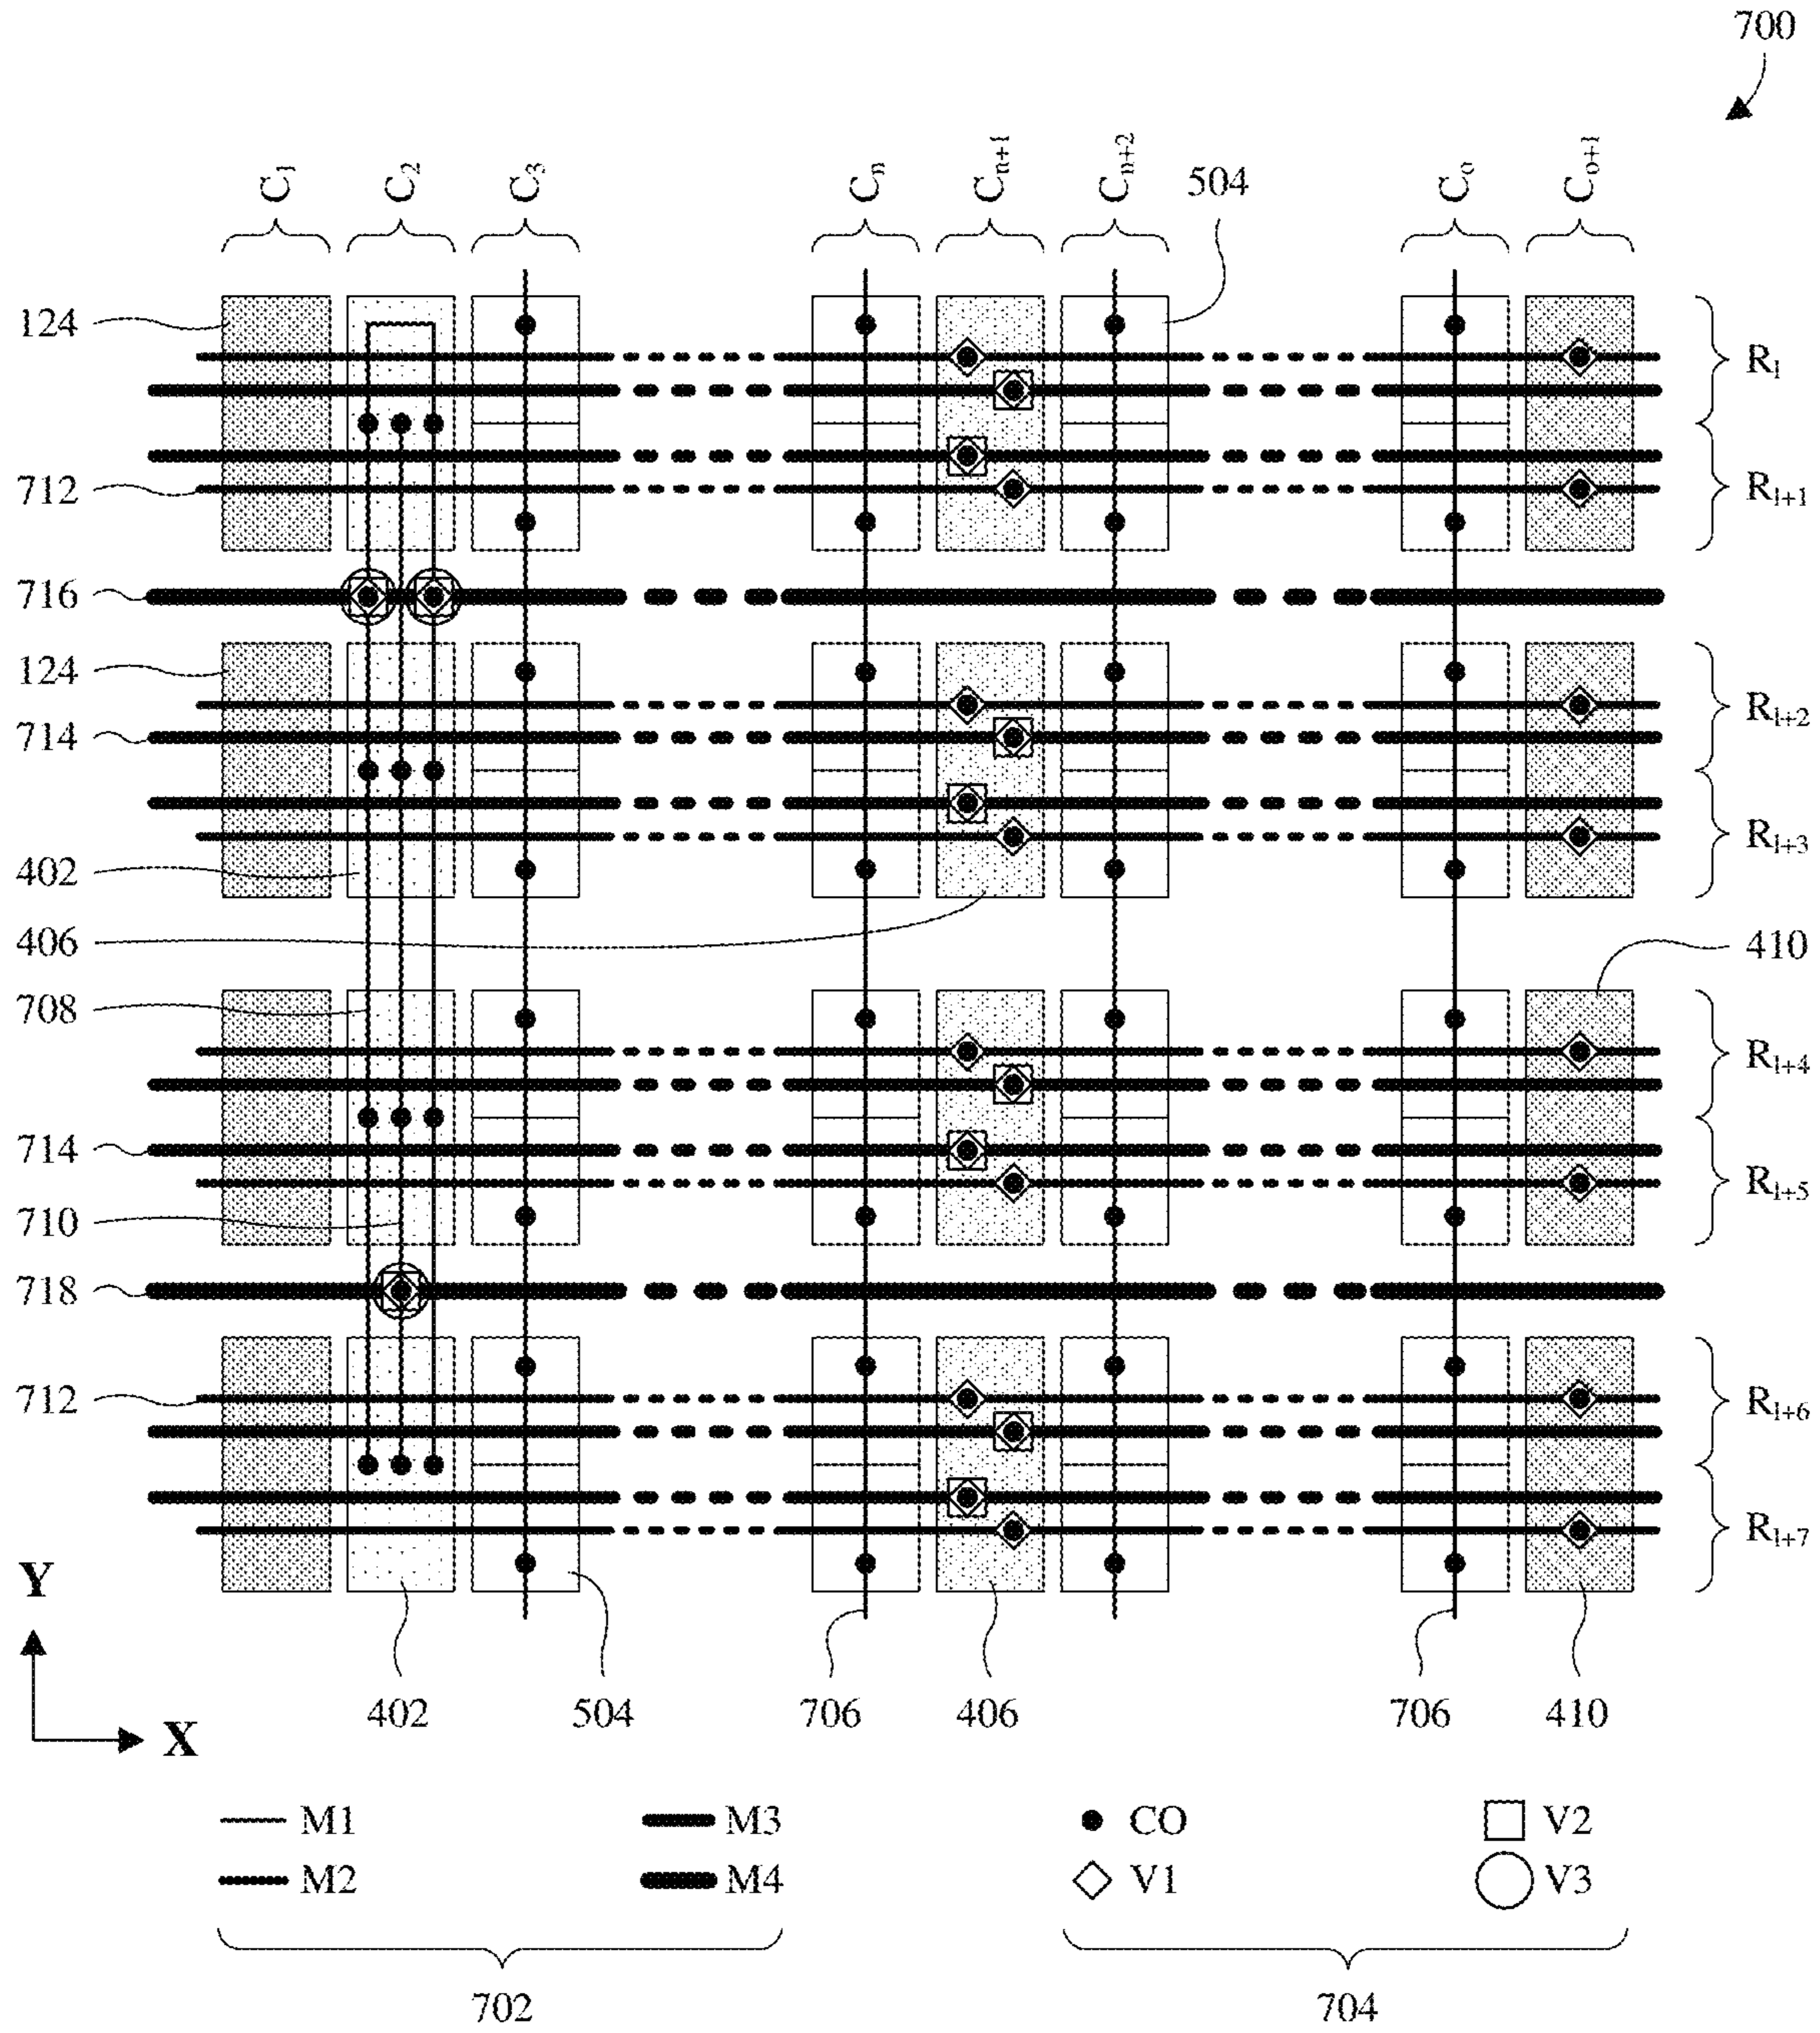 700
C₁ C₂ C₃ Cₙ Cₙ₊₁ Cₙ₊₂ Cₒ Cₒ₊₁
504
124
Rₗ
712
Rₗ₊₁
716
124
Rₗ₊₂
714
Rₗ₊₃
402
406
410
708
Rₗ₊₄
714
Rₗ₊₅
710
718
712
Rₗ₊₆
Rₗ₊₇
Y
X
402 504 706 406 706 410
M1 M3 CO V2
M2 M4 V1 V3
702 704